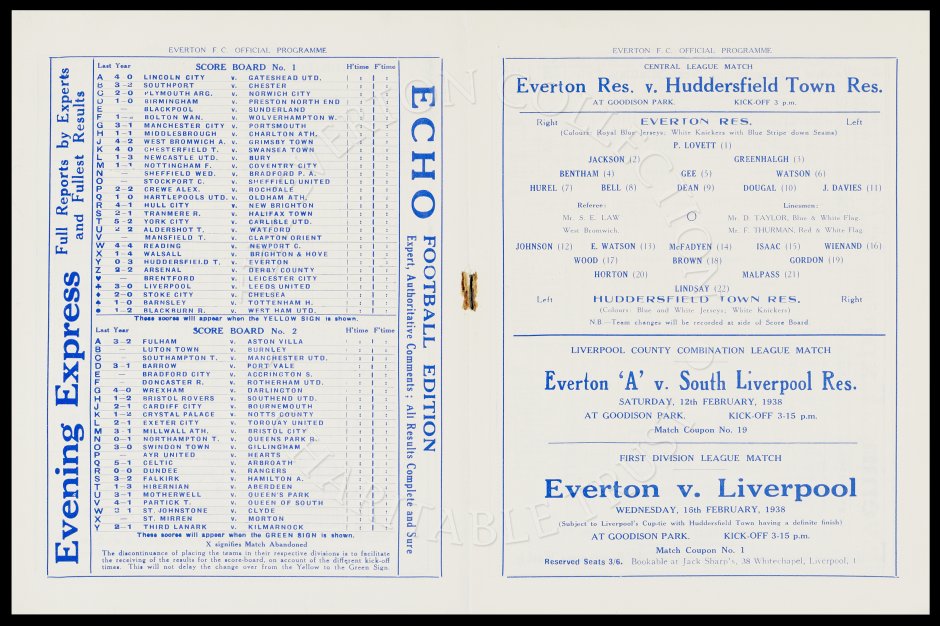 EVERTON F.C. OFFICIAL PROGRAMME
Evening Express
Full Reports by Experts
and Fullest Results
Last Year SCORE BOARD No. 1 H'time F'time
A 4-0 LINCOLN CITY v. GATESHEAD UTD.
B 3-2 SOUTHPORT v. CHESTER
C 2-0 PLYMOUTH ARG. v. NORWICH CITY
D 1-0 BIRMINGHAM v. PRESTON NORTH END
E — BLACKPOOL v. SUNDERLAND
F BOLTON WAN. v. WOLVERHAMPTON W.
G 3-1 MANCHESTER CITY v. PORTSMOUTH
H 1-1 MIDDLESBROUGH v. CHARLTON ATH.
J 4-2 WEST BROMWICH A. v. GRIMSBY TOWN
K 4-0 CHESTERFIELD T. v. SWANSEA TOWN
L 1-3 NEWCASTLE UTD. v. BURY
M 1-1 NOTTINGHAM F. v. COVENTRY CITY
N — SHEFFIELD WED. v. BRADFORD P.A.
O — STOCKPORT C. v. SHEFFIELD UNITED
P 2-2 CREWE ALEX. v. ROCHDALE
Q 1-0 HARTLEPOOLS UTD. v. OLDHAM ATH.
R 4-1 HULL CITY v. NEW BRIGHTON
S 2-1 TRANMERE R. v. HALIFAX TOWN
T 5-2 YORK CITY v. CARLISLE UTD.
U 2-2 ALDERSHOT T. v. WATFORD
V — MANSFIELD T. v. CLAPTON ORIENT
W 4-4 READING v. NEWPORT C.
X 1-4 WALSALL v. BRIGHTON & HOVE
Y 0-3 HUDDERSFIELD T. v. EVERTON
Z 2-2 ARSENAL v. DERBY COUNTY
♥ — BRENTFORD v. LEICESTER CITY
3-0 LIVERPOOL v. LEEDS UNITED
2-0 STOKE CITY v. CHELSEA
1-0 BARNSLEY v. TOTTENHAM H.
1-2 BLACKBURN R. v. WEST HAM UTD.
These scores will appear when the YELLOW SIGN is shown.
Last Year SCORE BOARD No. 2 H'time F'time
A 3-2 FULHAM v. ASTON VILLA
B — LUTON TOWN v. BURNLEY
C — SOUTHAMPTON T. v. MANCHESTER UTD.
D 3-1 BARROW v. PORT VALE
E — BRADFORD CITY v. ACCRINGTON S.
F DONCASTER R. v. ROTHERHAM UTD.
G 4-0 WREXHAM v. DARLINGTON
H 1-2 BRISTOL ROVERS v. SOUTHEND UTD.
J 2-1 CARDIFF CITY v. BOURNEMOUTH
K 1-2 CRYSTAL PALACE v. NOTTS COUNTY
L 2-1 EXETER CITY v. TORQUAY UNITED
M 3-1 MILLWALL ATH. v. BRISTOL CITY
N 0-1 NORTHAMPTON T. v. QUEENS PARK R.
O 3-0 SWINDON TOWN v. GILLINGHAM
P — AYR UNITED v. HEARTS
Q 5-1 CELTIC v. ARBROATH
R 0-0 DUNDEE v. RANGERS
S 3-2 FALKIRK v. HAMILTON A.
T 1-3 HIBERNIAN v. ABERDEEN
U 3-1 MOTHERWELL v. QUEEN'S PARK
V 4-1 PARTICK T. v. QUEEN OF SOUTH
W 2-1 ST. JOHNSTONE v. CLYDE
X — ST. MIRREN v. MORTON
Y 2-1 THIRD LANARK v. KILMARNOCK
These scores will appear when the GREEN SIGN is shown.
X signifies Match Abandoned
The discontinuance of placing the teams in their respective divisions is to facilitate
the receiving of the results for the score-board, on account of the different kick-off
times. This will not delay the change over from the Yellow to the Green Sign.
ECHO FOOTBALL EDITION
Expert, Authoritative Comments; All Results Complete and Sure
EVERTON F.C. OFFICIAL PROGRAMME
CENTRAL LEAGUE MATCH
Everton Res. v. Huddersfield Town Res.
AT GOODISON PARK. KICK-OFF 3 p.m.
Right EVERTON RES. Left
(Colours: Royal Blue Jerseys; White Knickers with Blue Stripe down Seams)
P. LOVETT (1)
JACKSON (2) GREENHALGH (3)
BENTHAM (4) GEE (5) WATSON (6)
HUREL (7) BELL (8) DEAN (9) DOUGAL (10) J. DAVIES (11)
Referee: Linesmen:
Mr. S. E. LAW O Mr. D. TAYLOR, Blue & White Flag.
West Bromwich. Mr. F. THURMAN, Red & White Flag.
JOHNSON (12) E. WATSON (13) McFADYEN (14) ISAAC (15) WIENAND (16)
WOOD (17) BROWN (18) GORDON (19)
HORTON (20) MALPASS (21)
LINDSAY (22)
Left HUDDERSFIELD TOWN RES. Right
(Colours: Blue and White Jerseys; White Knickers)
N.B.—Team changes will be recorded at side of Score Board.
LIVERPOOL COUNTY COMBINATION LEAGUE MATCH
Everton 'A' v. South Liverpool Res.
SATURDAY, 12th FEBRUARY, 1938
AT GOODISON PARK. KICK-OFF 3-15 p.m.
Match Coupon No. 19
FIRST DIVISION LEAGUE MATCH
Everton v. Liverpool
WEDNESDAY, 16th FEBRUARY, 1938
(Subject to Liverpool's Cup-tie with Huddersfield Town having a definite finish)
AT GOODISON PARK. KICK-OFF 3-15 p.m.
Match Coupon No. 1
Reserved Seats 3/6. Bookable at Jack Sharp's, 38 Whitechapel, Liverpool, 1
EVERTON COLLECTION
CHARITABLE TRUST